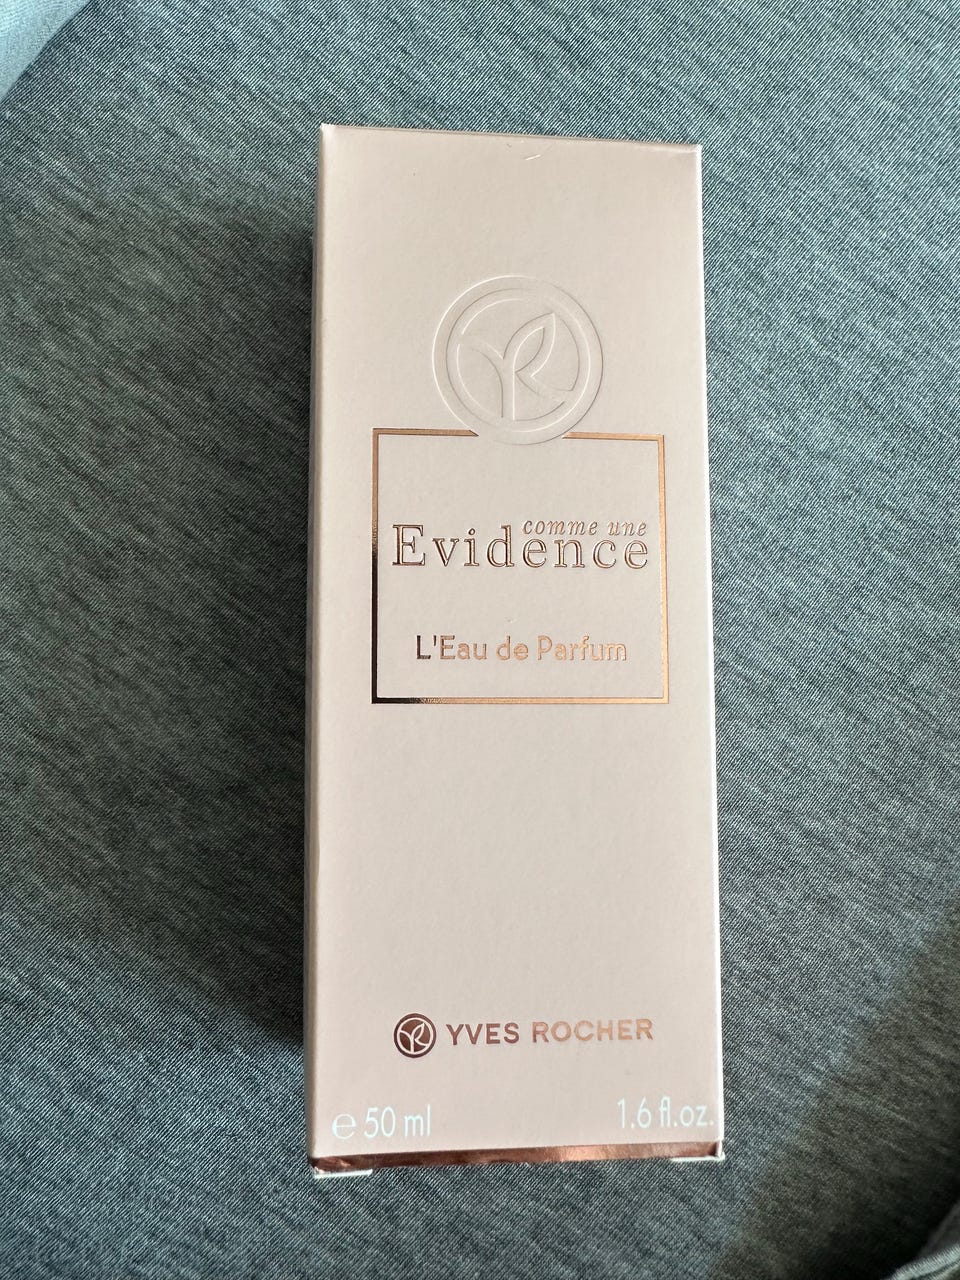 comme une
Evidence
L'Eau de Parfum
YVES ROCHER
℮ 50 ml 1.6 fl.oz.